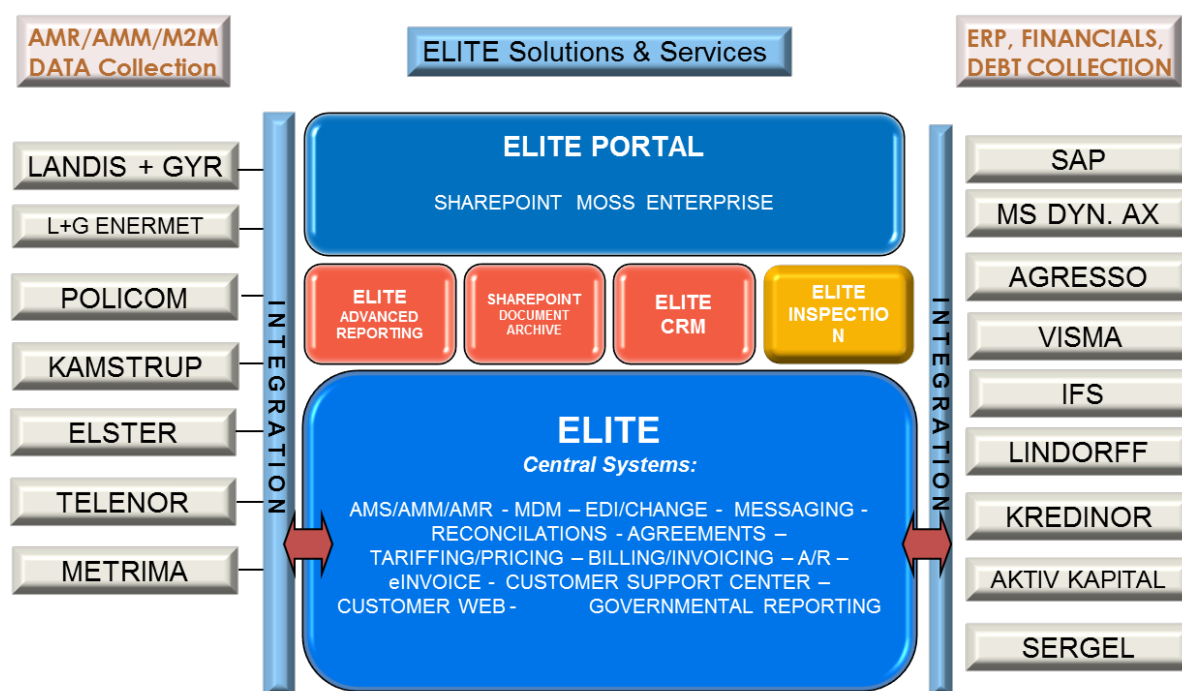 AMR/AMM/M2M
DATA Collection
ELITE Solutions & Services
ERP, FINANCIALS,
DEBT COLLECTION
LANDIS + GYR
L+G ENERMET
POLICOM
KAMSTRUP
ELSTER
TELENOR
METRIMA
INTEGRATION
ELITE PORTAL
SHAREPOINT MOSS ENTERPRISE
ELITE
ADVANCED
REPORTING
SHAREPOINT
DOCUMENT
ARCHIVE
ELITE
CRM
ELITE
INSPECTIO
N
ELITE
Central Systems:
AMS/AMM/AMR - MDM – EDI/CHANGE - MESSAGING -
RECONCILATIONS - AGREEMENTS –
TARIFFING/PRICING – BILLING/INVOICING – A/R –
eINVOICE - CUSTOMER SUPPORT CENTER –
CUSTOMER WEB - GOVERNMENTAL REPORTING
INTEGRATION
SAP
MS DYN. AX
AGRESSO
VISMA
IFS
LINDORFF
KREDINOR
AKTIV KAPITAL
SERGEL